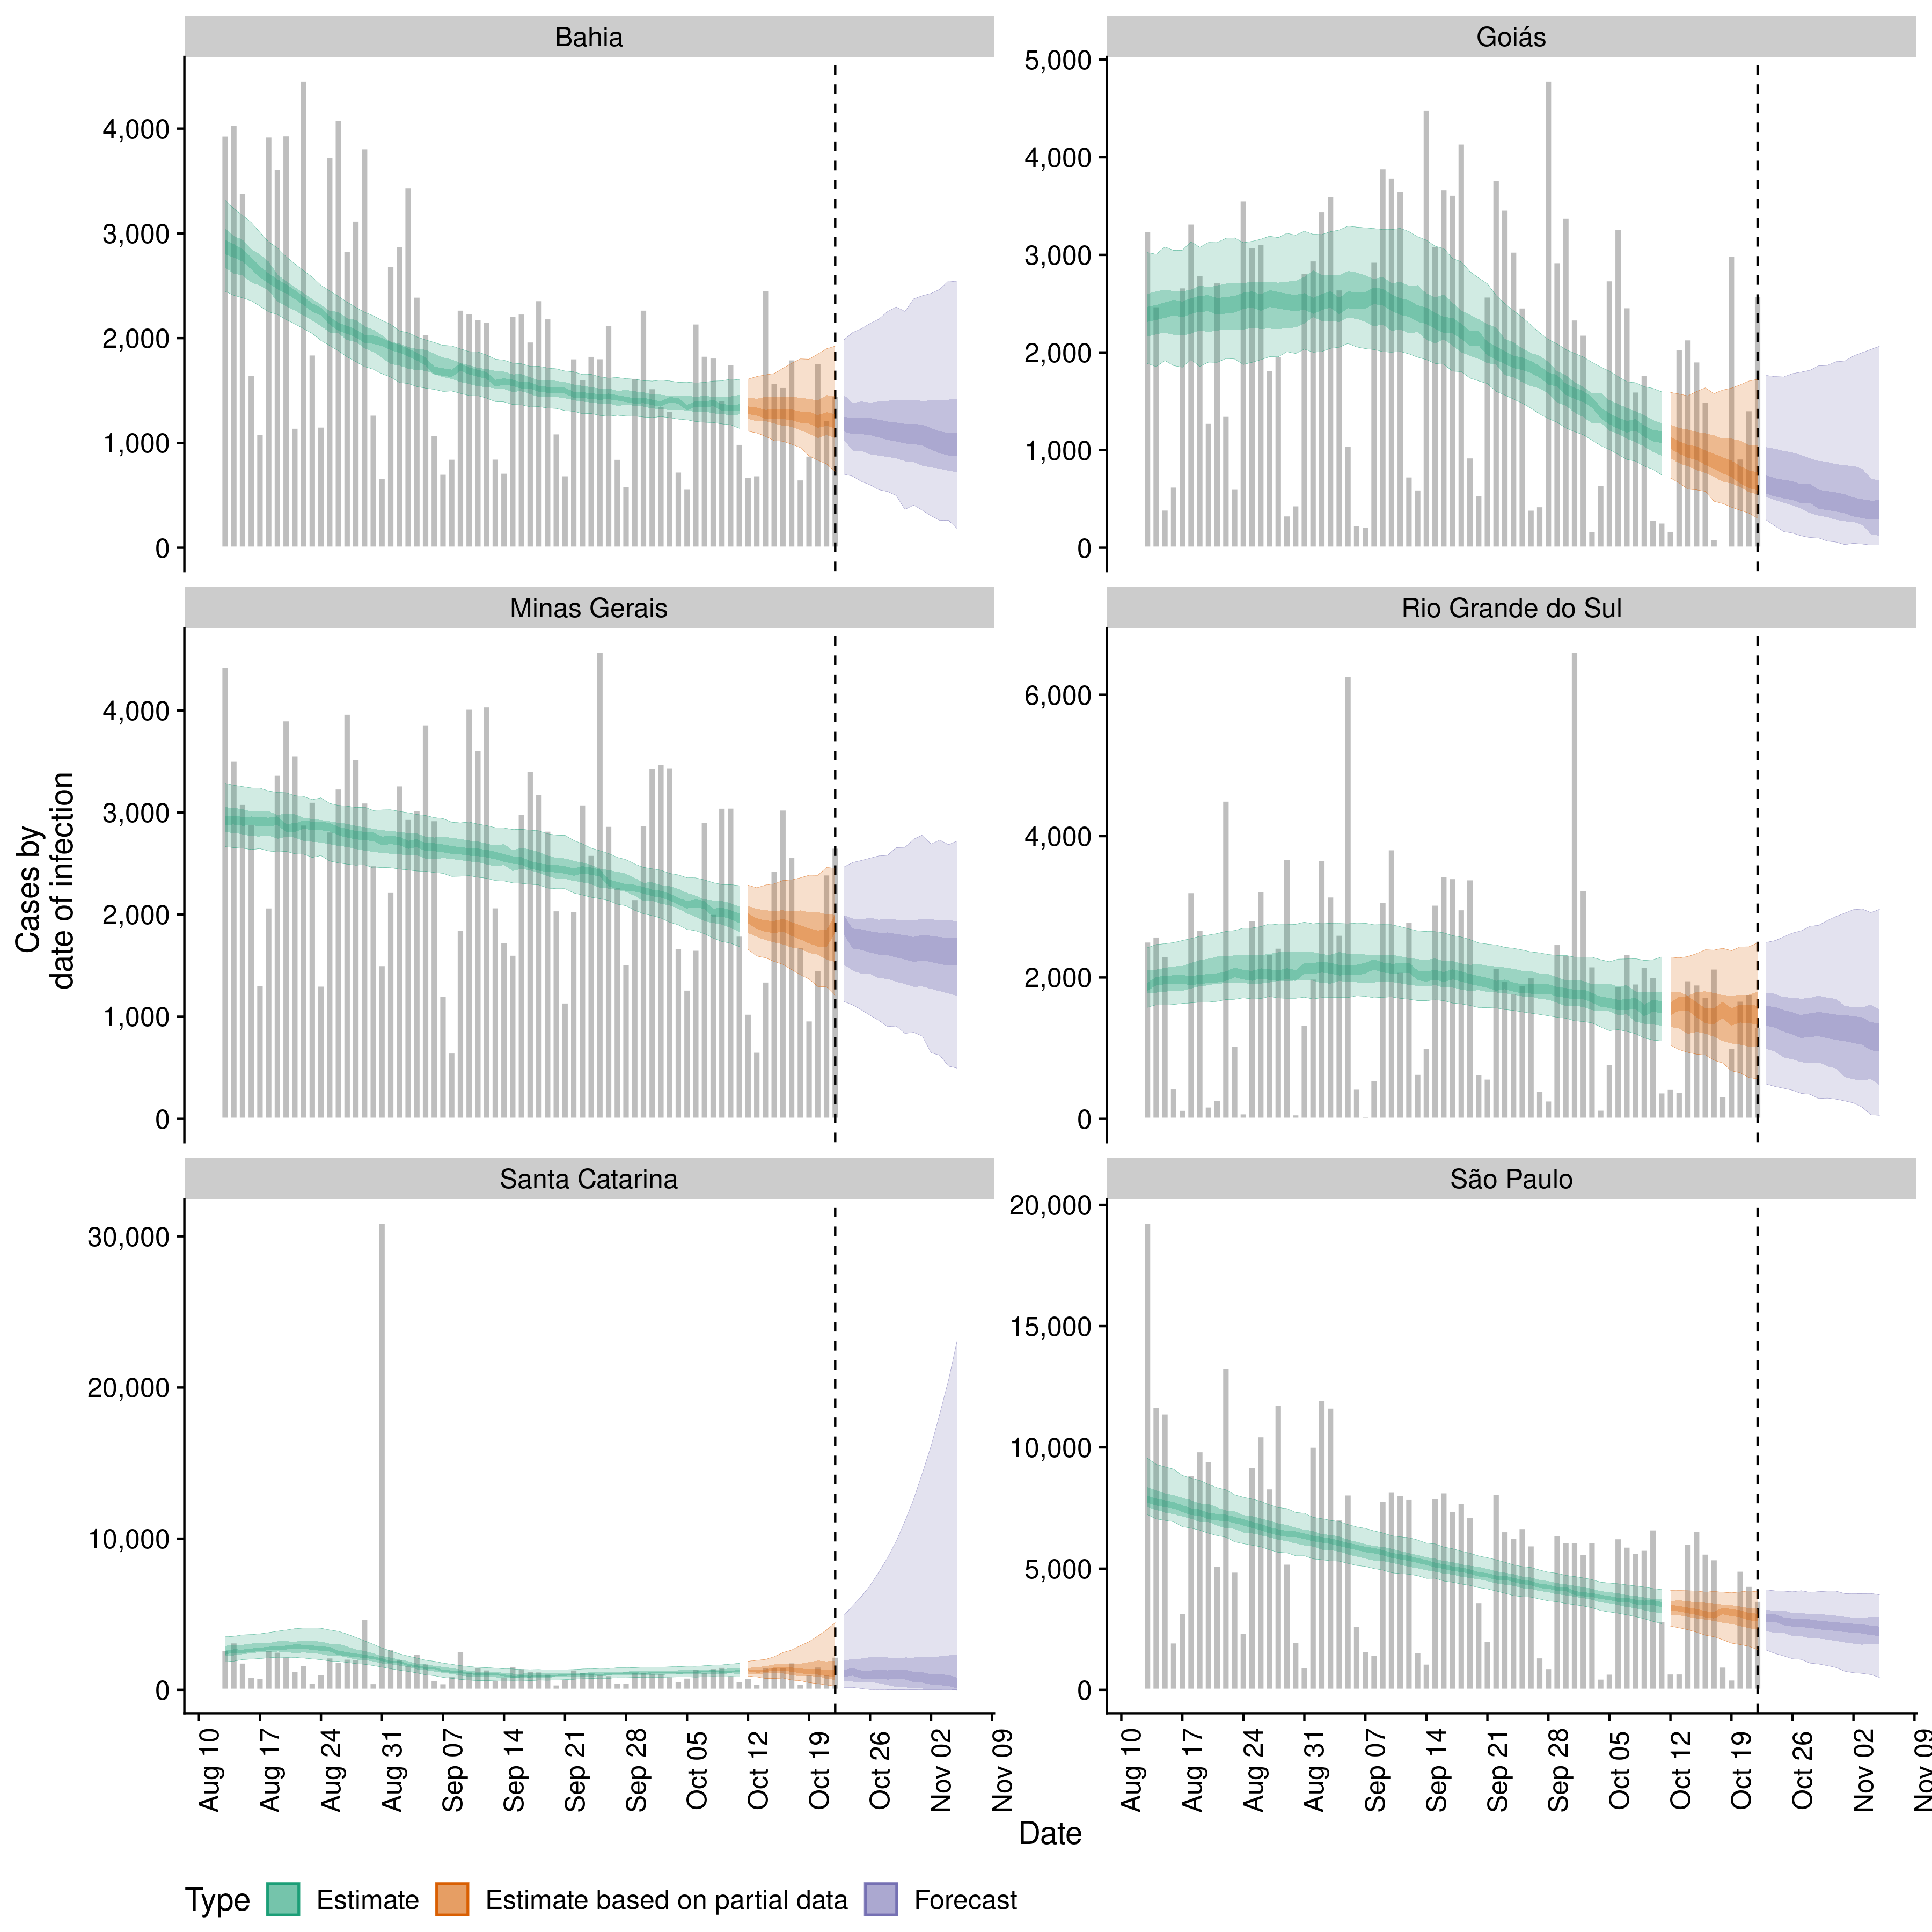 Bahia
Goiás
4,000
3,000
2,000
1,000
0
5,000
4,000
3,000
2,000
1,000
0
Minas Gerais
Rio Grande do Sul
4,000
3,000
2,000
1,000
0
6,000
4,000
2,000
0
Cases by
date of infection
Santa Catarina
São Paulo
30,000
20,000
10,000
0
20,000
15,000
10,000
5,000
0
Aug 10
Aug 17
Aug 24
Aug 31
Sep 07
Sep 14
Sep 21
Sep 28
Oct 05
Oct 12
Oct 19
Oct 26
Nov 02
Nov 09
Aug 10
Aug 17
Aug 24
Aug 31
Sep 07
Sep 14
Sep 21
Sep 28
Oct 05
Oct 12
Oct 19
Oct 26
Nov 02
Nov 09
Date
Type Estimate Estimate based on partial data Forecast